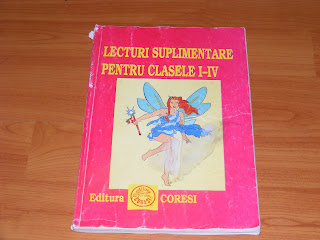 LECTURI SUPLIMENTARE
PENTRU CLASELE I-IV
Editura
CORESI